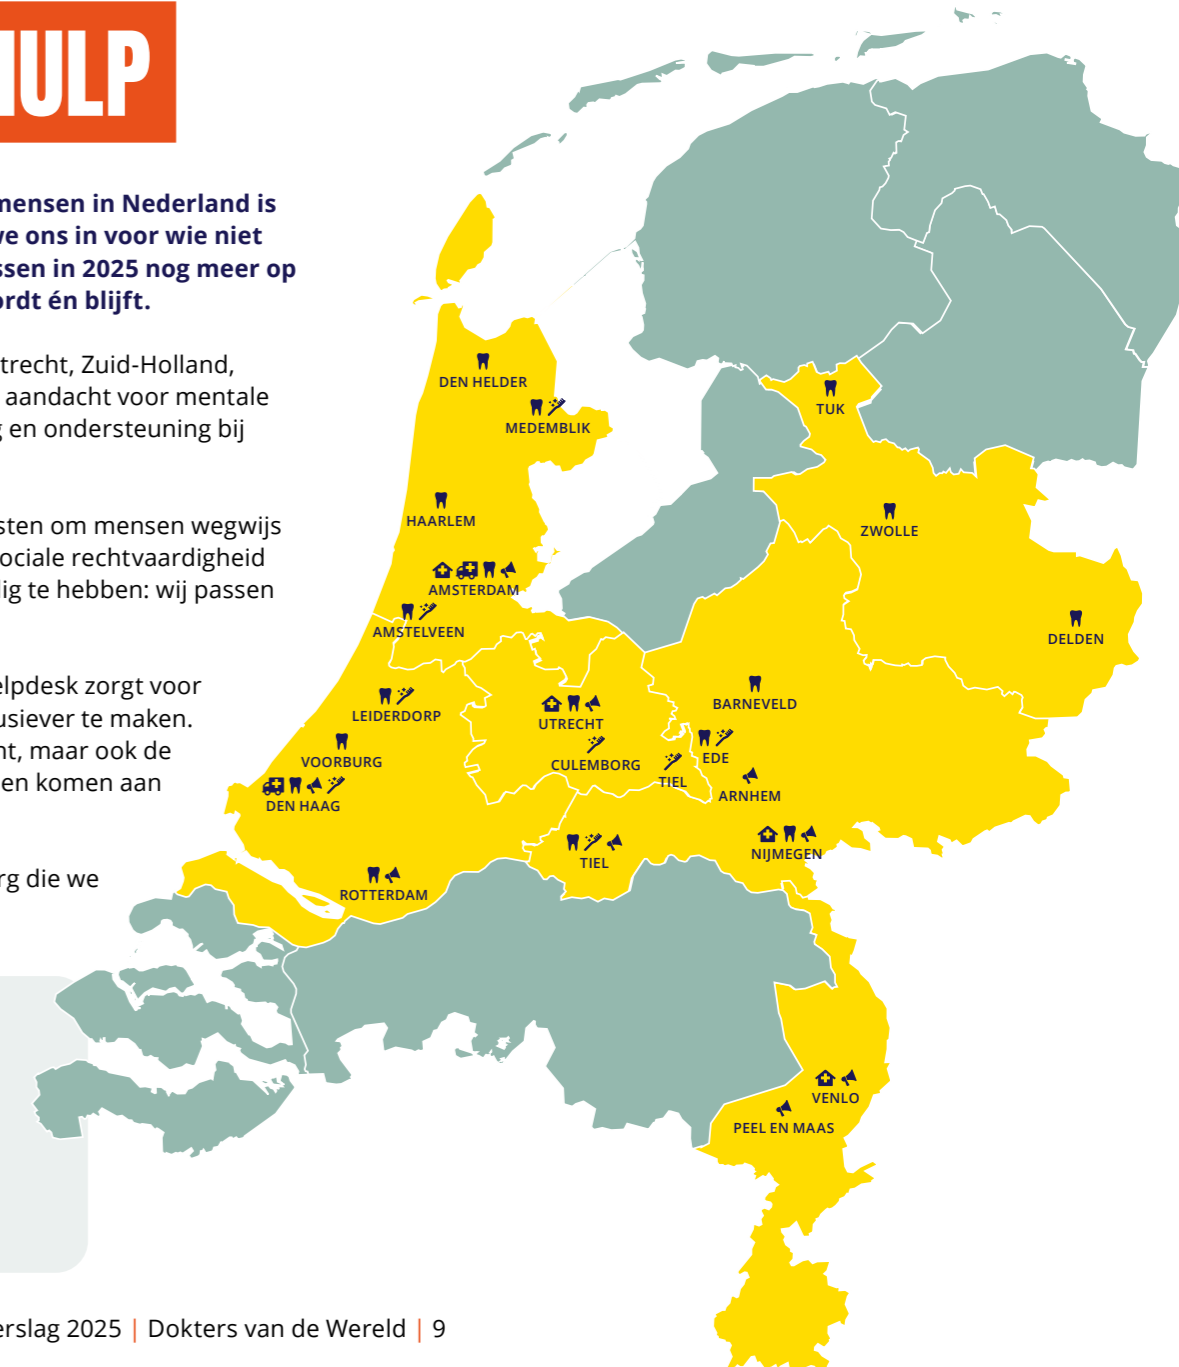 HULP
mensen in Nederland is
we ons in voor wie niet
ssen in 2025 nog meer op
ordt én blijft.
trecht, Zuid-Holland,
aandacht voor mentale
g en ondersteuning bij
sten om mensen wegwijs
ociale rechtvaardigheid
dig te hebben: wij passen
elpdesk zorgt voor
usiever te maken.
nt, maar ook de
en komen aan
rg die we
DEN HELDER
MEDEMBLIK
TUK
HAARLEM
ZWOLLE
AMSTERDAM
AMSTELVEEN
DELDEN
LEIDERDORP
UTRECHT
BARNEVELD
VOORBURG
CULEMBORG
EDE
TIEL
DEN HAAG
ARNHEM
TIEL
NIJMEGEN
ROTTERDAM
VENLO
PEEL EN MAAS
erslag 2025 | Dokters van de Wereld | 9